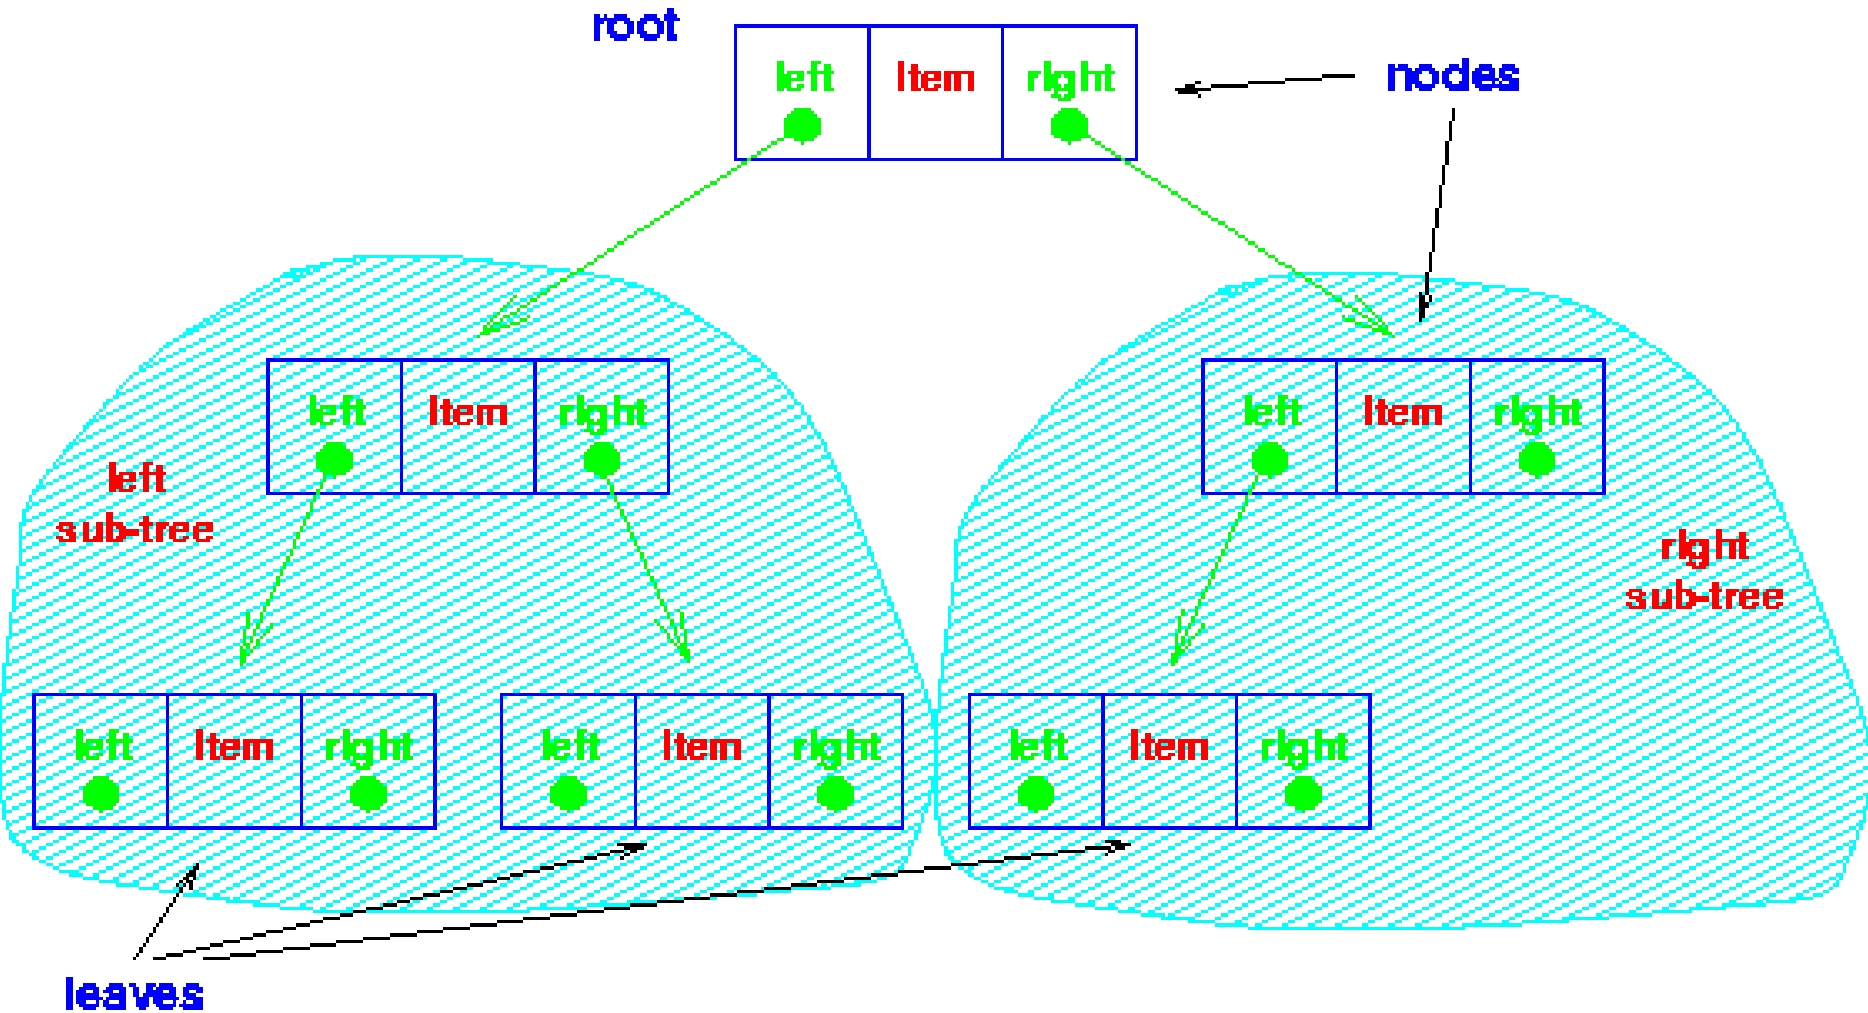 root
left Item right
nodes
left Item right
left Item right
left
sub-tree
right
sub-tree
left Item right
left Item right
left Item right
leaves